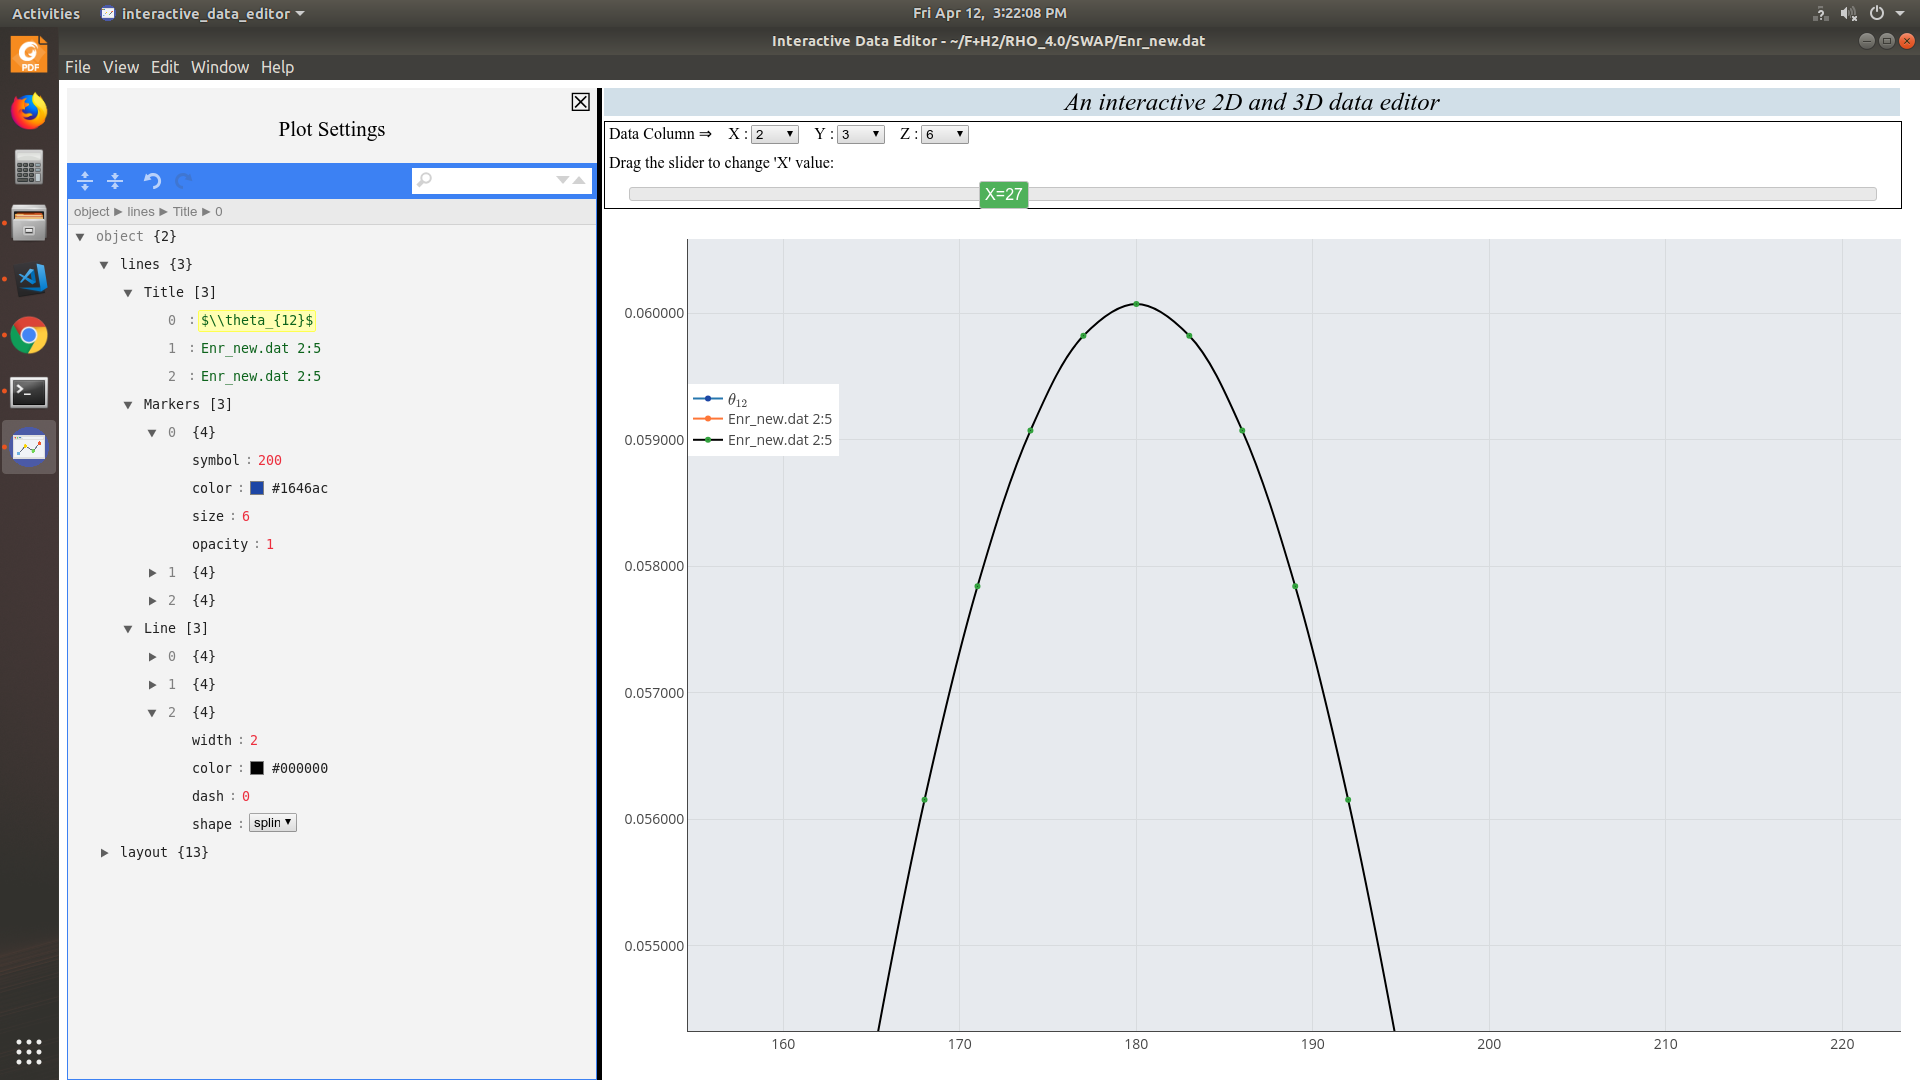 Activities interactive_data_editor Fri Apr 12, 3:22:08 PM
Interactive Data Editor - ~/F+H2/RHO_4.0/SWAP/Enr_new.dat
File View Edit Window Help
PDF
Plot Settings
object ▶ lines ▶ Title ▶ 0
object {2}
lines {3}
Title [3]
0 : $\\theta_{12}$
1 : Enr_new.dat 2:5
2 : Enr_new.dat 2:5
Markers [3]
0 {4}
symbol : 200
color : #1646ac
size : 6
opacity : 1
1 {4}
2 {4}
Line [3]
0 {4}
1 {4}
2 {4}
width : 2
color : #000000
dash : 0
shape : splin
layout {13}
An interactive 2D and 3D data editor
Data Column ⇒ X : 2 Y : 3 Z : 6
Drag the slider to change 'X' value:
X=27
0.060000
0.059000
0.058000
0.057000
0.056000
0.055000
θ12
Enr_new.dat 2:5
Enr_new.dat 2:5
160 170 180 190 200 210 220